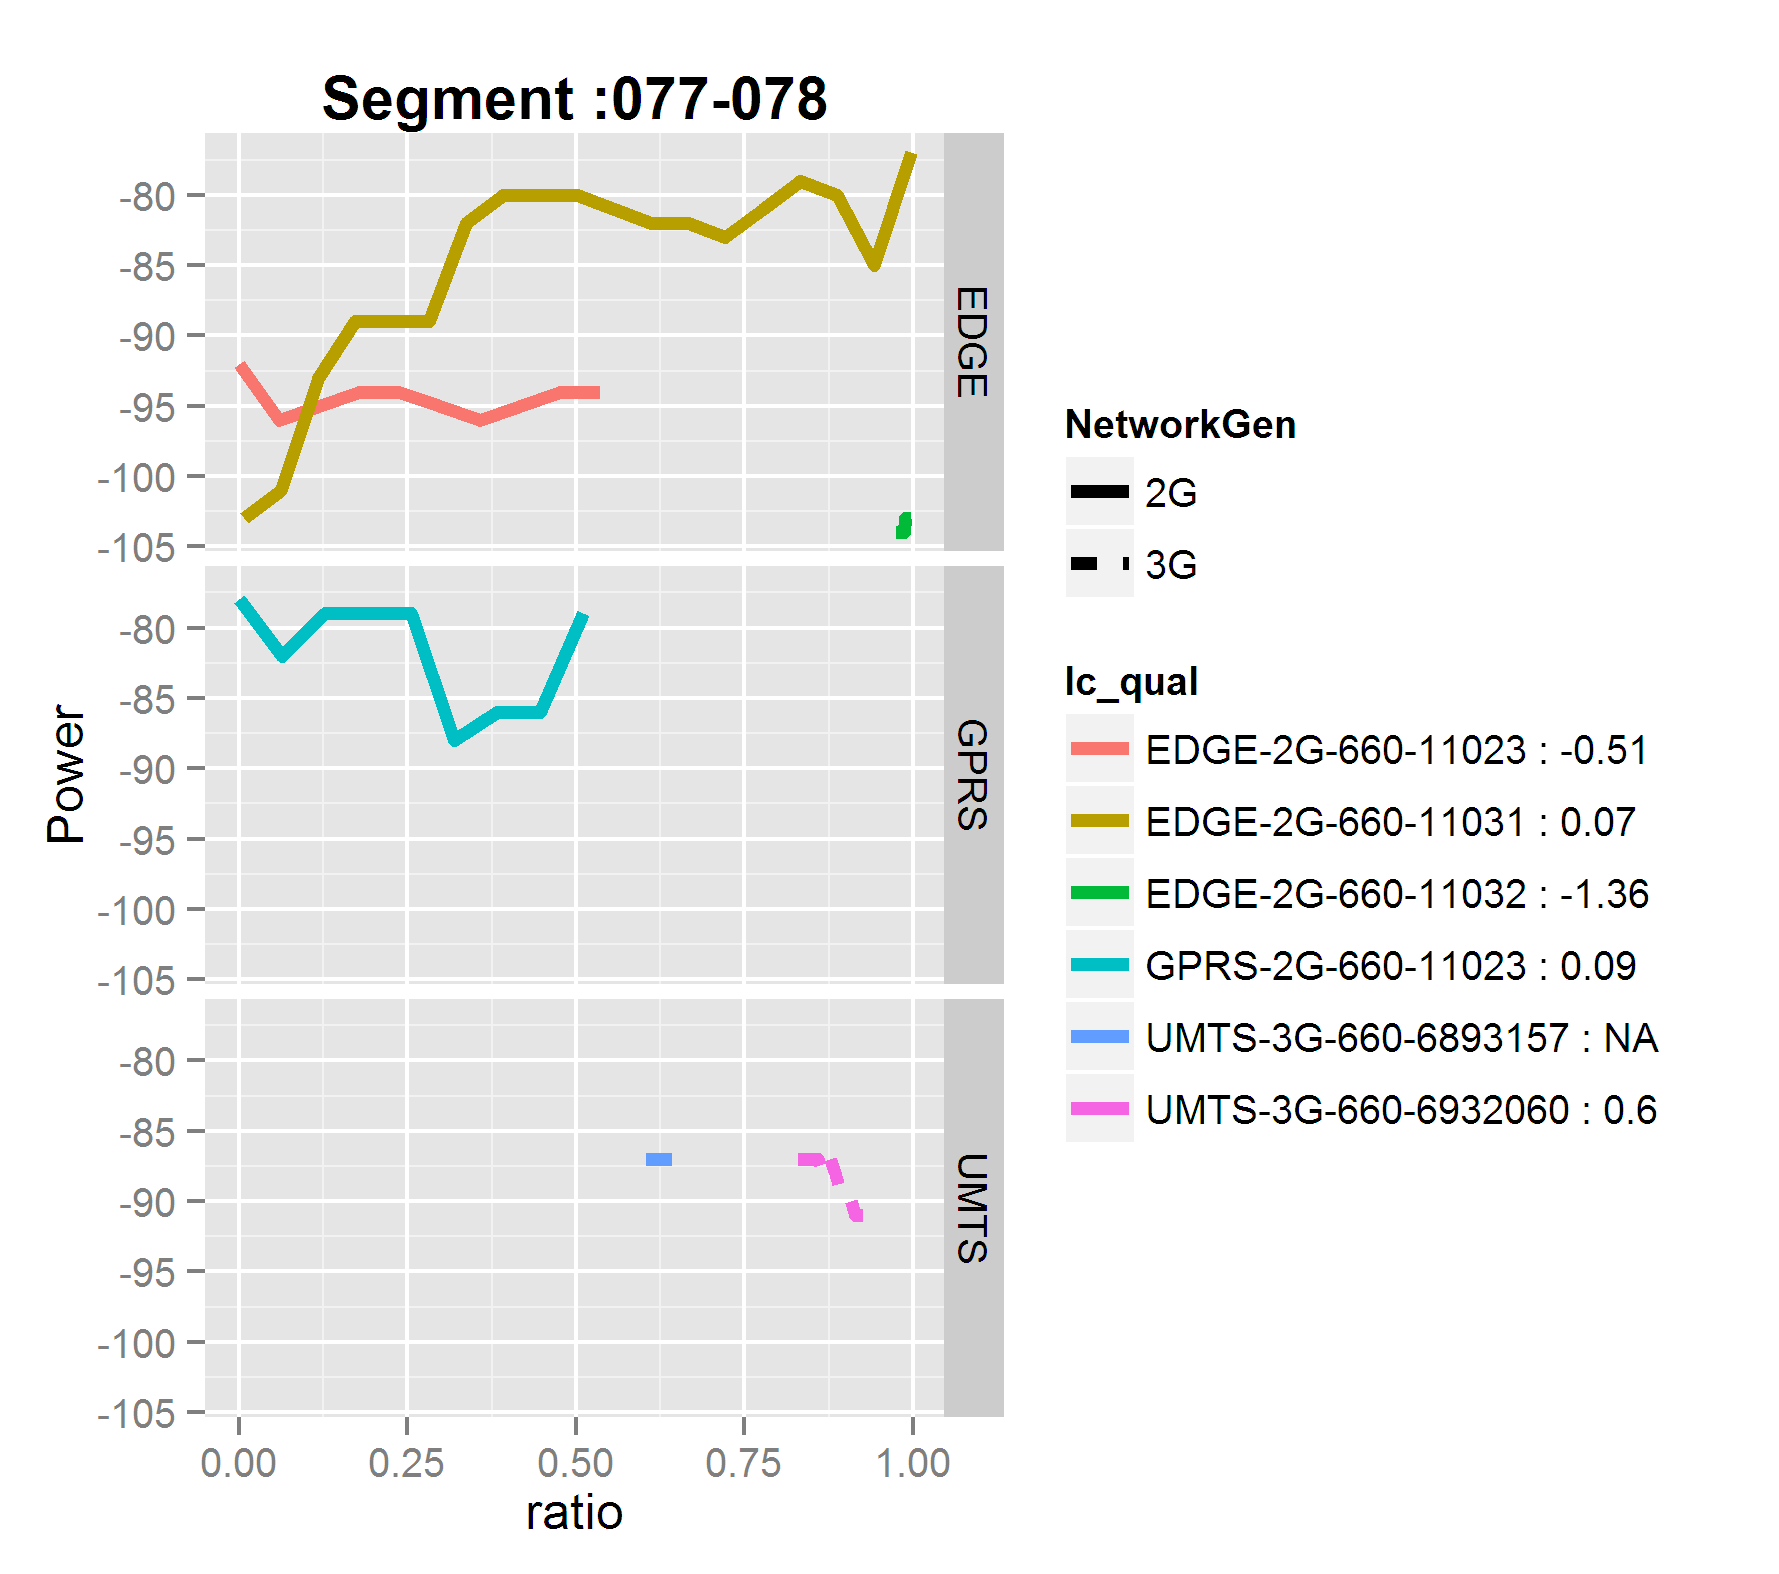 Segment :077-078
-80
-85
-90
-95
-100
-105
EDGE
-80
-85
-90
-95
-100
-105
GPRS
-80
-85
-90
-95
-100
-105
UMTS
Power
0.00 0.25 0.50 0.75 1.00
ratio
NetworkGen
2G
3G
lc_qual
EDGE-2G-660-11023 : -0.51
EDGE-2G-660-11031 : 0.07
EDGE-2G-660-11032 : -1.36
GPRS-2G-660-11023 : 0.09
UMTS-3G-660-6893157 : NA
UMTS-3G-660-6932060 : 0.6